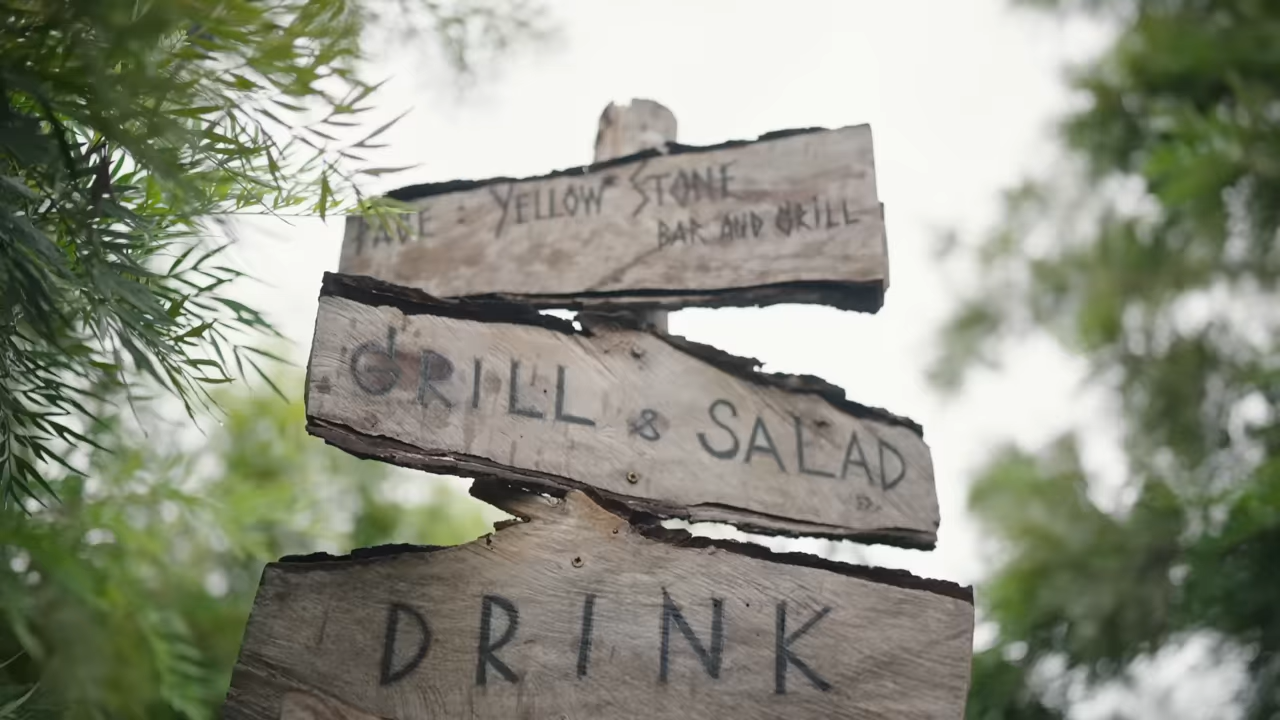 : YELLOW STONE
BAR AND GRILL
GRILL & SALAD
DRINK